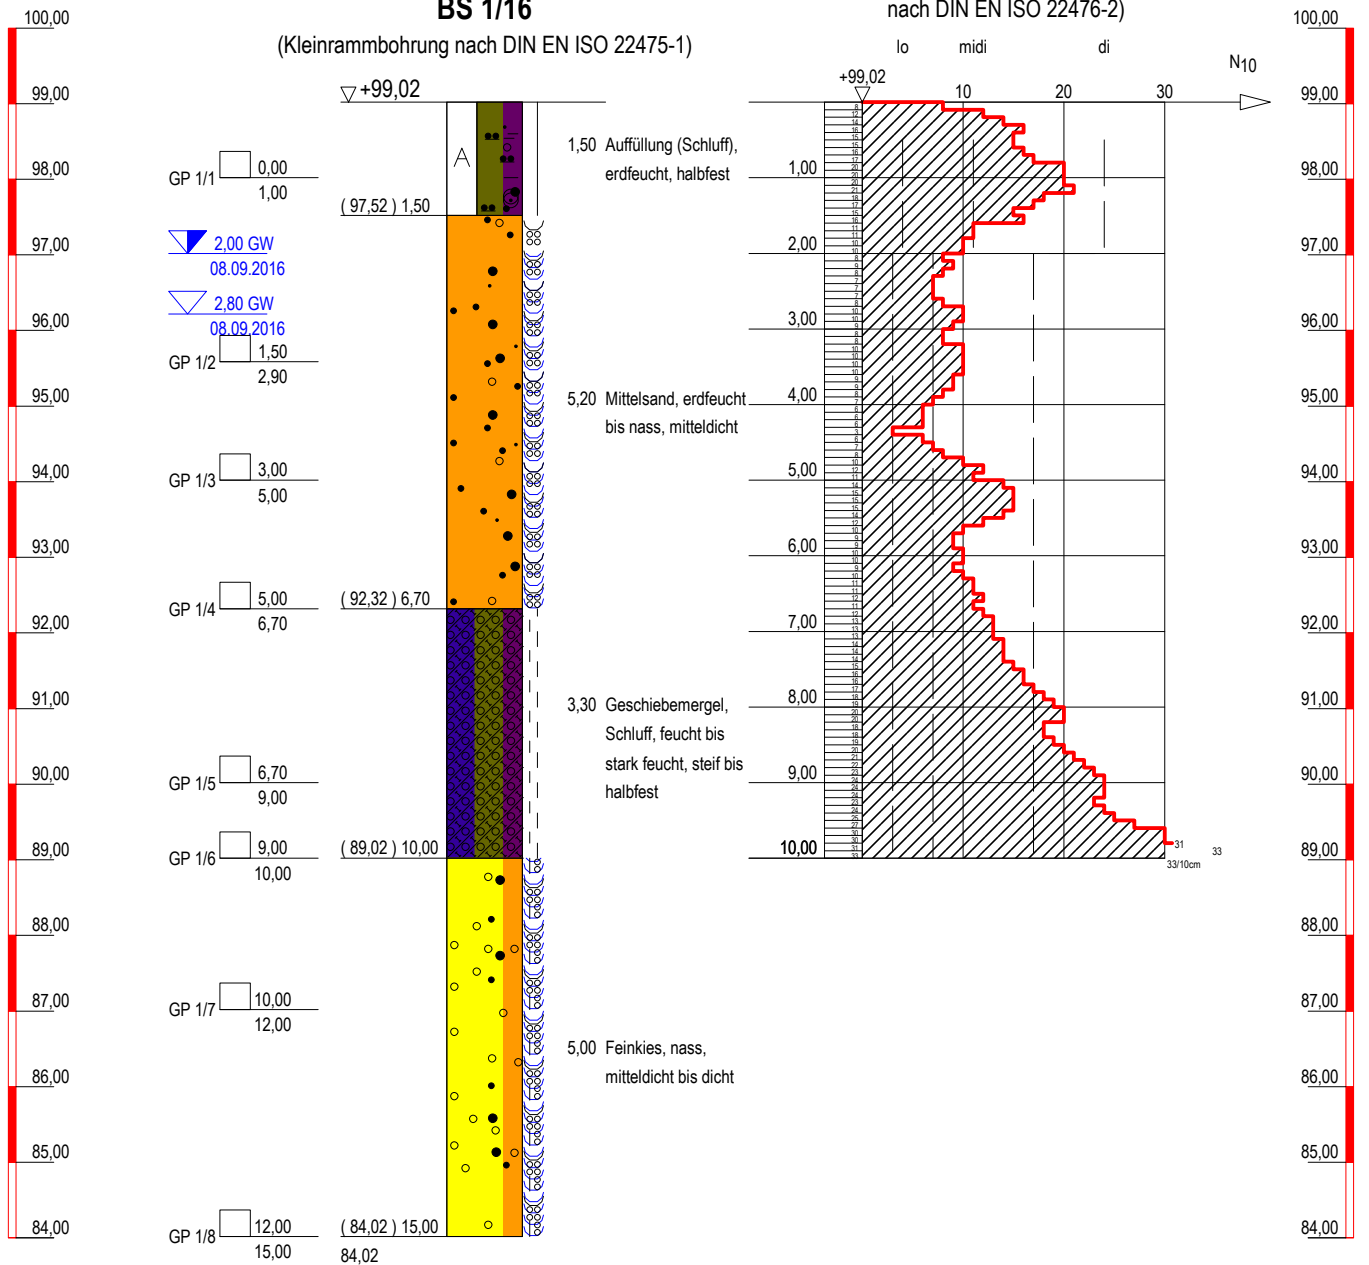 BS 1/16
(Kleinrammbohrung nach DIN EN ISO 22475-1)
nach DIN EN ISO 22476-2)
lo midi di
N10
+99,02
+99,02
10 20 30
100,00
99,00
98,00
97,00
96,00
95,00
94,00
93,00
92,00
91,00
90,00
89,00
88,00
87,00
86,00
85,00
84,00
GP 1/1 0,00
1,00
2,00 GW
08.09.2016
2,80 GW
08.09.2016
GP 1/2 1,50
2,90
GP 1/3 3,00
5,00
GP 1/4 5,00
6,70
GP 1/5 6,70
9,00
GP 1/6 9,00
10,00
GP 1/7 10,00
12,00
GP 1/8 12,00
15,00
A
( 97,52 ) 1,50
( 92,32 ) 6,70
( 89,02 ) 10,00
( 84,02 ) 15,00
84,02
1,50 Auffüllung (Schluff),
erdfeucht, halbfest
5,20 Mittelsand, erdfeucht
bis nass, mitteldicht
3,30 Geschiebemergel,
Schluff, feucht bis
stark feucht, steif bis
halbfest
5,00 Feinkies, nass,
mitteldicht bis dicht
1,00
2,00
3,00
4,00
5,00
6,00
7,00
8,00
9,00
10,00
31 33
33/10cm
100,00
99,00
98,00
97,00
96,00
95,00
94,00
93,00
92,00
91,00
90,00
89,00
88,00
87,00
86,00
85,00
84,00